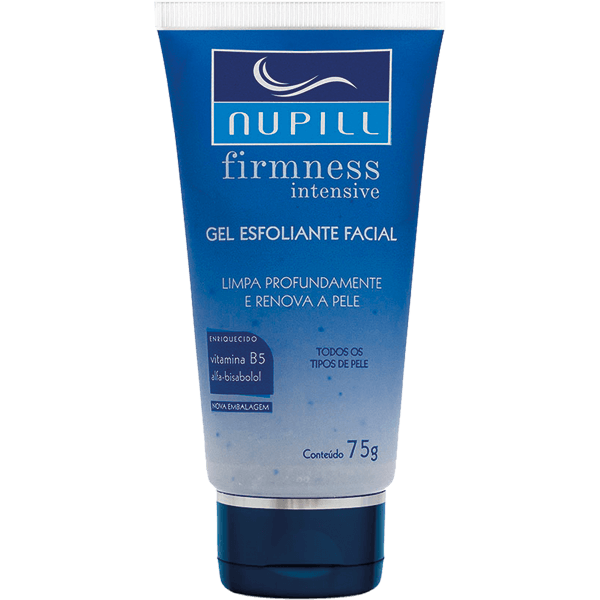 NUPILL
firmness
intensive
GEL ESFOLIANTE FACIAL
LIMPA PROFUNDAMENTE
E RENOVA A PELE
ENRIQUECIDO
vitamina B5
alfa-bisabolol
TODOS OS
TIPOS DE PELE
NOVA EMBALAGEM
Conteúdo 75g